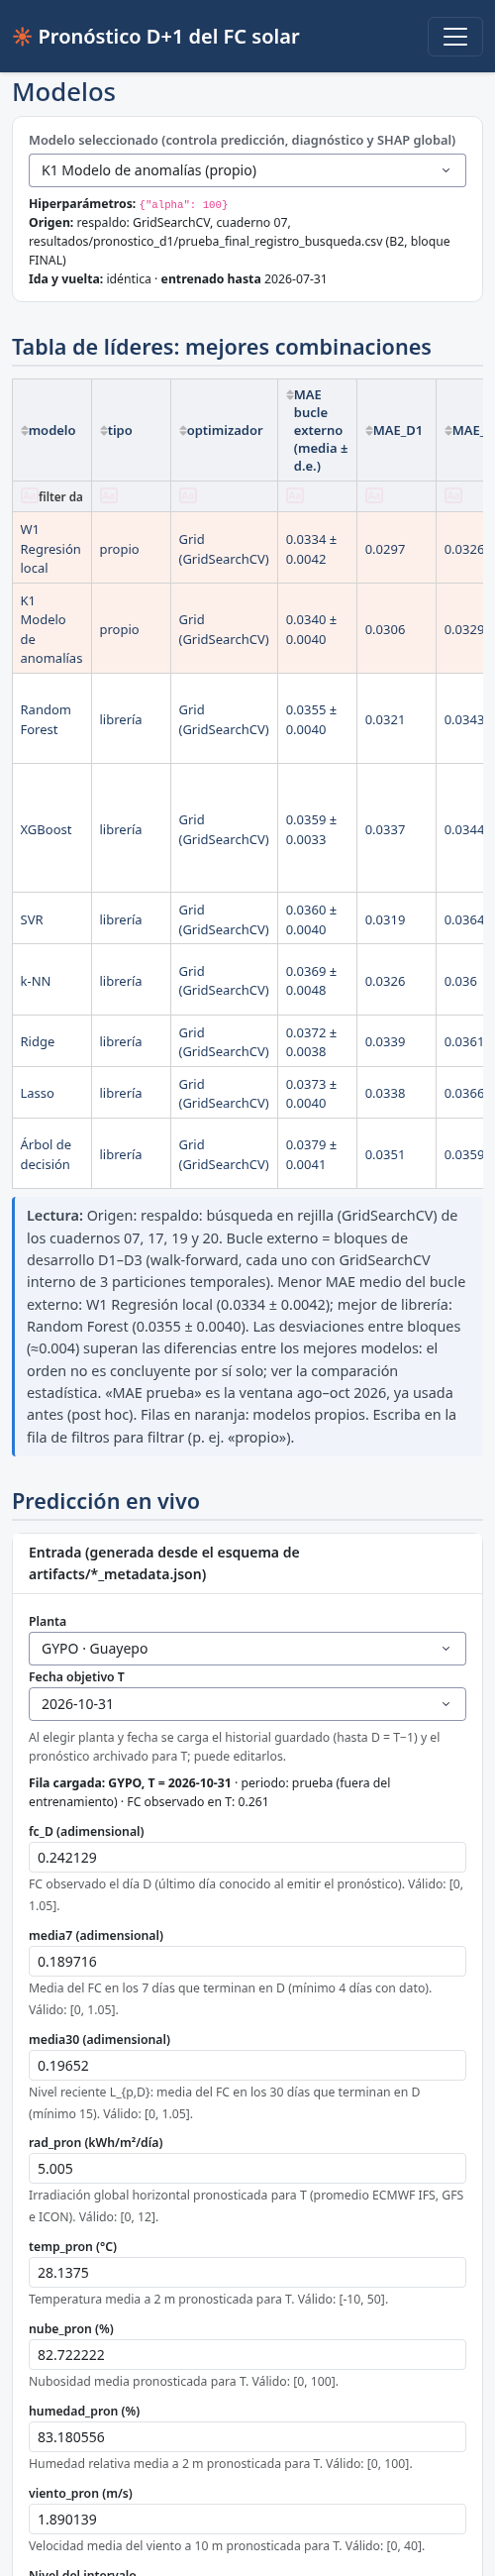 Pronóstico D+1 del FC solar
Modelos
Modelo seleccionado (controla predicción, diagnóstico y SHAP global)
K1 Modelo de anomalías (propio)
Hiperparámetros: {"alpha": 100}
Origen: respaldo: GridSearchCV, cuaderno 07,
resultados/pronostico_d1/prueba_final_registro_busqueda.csv (B2, bloque
FINAL)
Ida y vuelta: idéntica · entrenado hasta 2026-07-31
Tabla de líderes: mejores combinaciones
modelo tipo optimizador MAE bucle externo (media ± d.e.) MAE_D1 MAE_
filter da
W1 Regresión local propio Grid (GridSearchCV) 0.0334 ± 0.0042 0.0297 0.0326
K1 Modelo de anomalías propio Grid (GridSearchCV) 0.0340 ± 0.0040 0.0306 0.0329
Random Forest librería Grid (GridSearchCV) 0.0355 ± 0.0040 0.0321 0.0343
XGBoost librería Grid (GridSearchCV) 0.0359 ± 0.0033 0.0337 0.0344
SVR librería Grid (GridSearchCV) 0.0360 ± 0.0040 0.0319 0.0364
k-NN librería Grid (GridSearchCV) 0.0369 ± 0.0048 0.0326 0.036
Ridge librería Grid (GridSearchCV) 0.0372 ± 0.0038 0.0339 0.0361
Lasso librería Grid (GridSearchCV) 0.0373 ± 0.0040 0.0338 0.0366
Árbol de decisión librería Grid (GridSearchCV) 0.0379 ± 0.0041 0.0351 0.0359
Lectura: Origen: respaldo: búsqueda en rejilla (GridSearchCV) de
los cuadernos 07, 17, 19 y 20. Bucle externo = bloques de
desarrollo D1–D3 (walk-forward, cada uno con GridSearchCV
interno de 3 particiones temporales). Menor MAE medio del bucle
externo: W1 Regresión local (0.0334 ± 0.0042); mejor de librería:
Random Forest (0.0355 ± 0.0040). Las desviaciones entre bloques
(≈0.004) superan las diferencias entre los mejores modelos: el
orden no es concluyente por sí solo; ver la comparación
estadística. «MAE prueba» es la ventana ago–oct 2026, ya usada
antes (post hoc). Filas en naranja: modelos propios. Escriba en la
fila de filtros para filtrar (p. ej. «propio»).
Predicción en vivo
Entrada (generada desde el esquema de
artifacts/*_metadata.json)
Planta
GYPO · Guayepo
Fecha objetivo T
2026-10-31
Al elegir planta y fecha se carga el historial guardado (hasta D = T−1) y el
pronóstico archivado para T; puede editarlos.
Fila cargada: GYPO, T = 2026-10-31 · periodo: prueba (fuera del
entrenamiento) · FC observado en T: 0.261
fc_D (adimensional)
0.242129
FC observado el día D (último día conocido al emitir el pronóstico). Válido: [0,
1.05].
media7 (adimensional)
0.189716
Media del FC en los 7 días que terminan en D (mínimo 4 días con dato).
Válido: [0, 1.05].
media30 (adimensional)
0.19652
Nivel reciente L_{p,D}: media del FC en los 30 días que terminan en D
(mínimo 15). Válido: [0, 1.05].
rad_pron (kWh/m²/día)
5.005
Irradiación global horizontal pronosticada para T (promedio ECMWF IFS, GFS
e ICON). Válido: [0, 12].
temp_pron (°C)
28.1375
Temperatura media a 2 m pronosticada para T. Válido: [-10, 50].
nube_pron (%)
82.722222
Nubosidad media pronosticada para T. Válido: [0, 100].
humedad_pron (%)
83.180556
Humedad relativa media a 2 m pronosticada para T. Válido: [0, 100].
viento_pron (m/s)
1.890139
Velocidad media del viento a 10 m pronosticada para T. Válido: [0, 40].
Nivel del intervalo